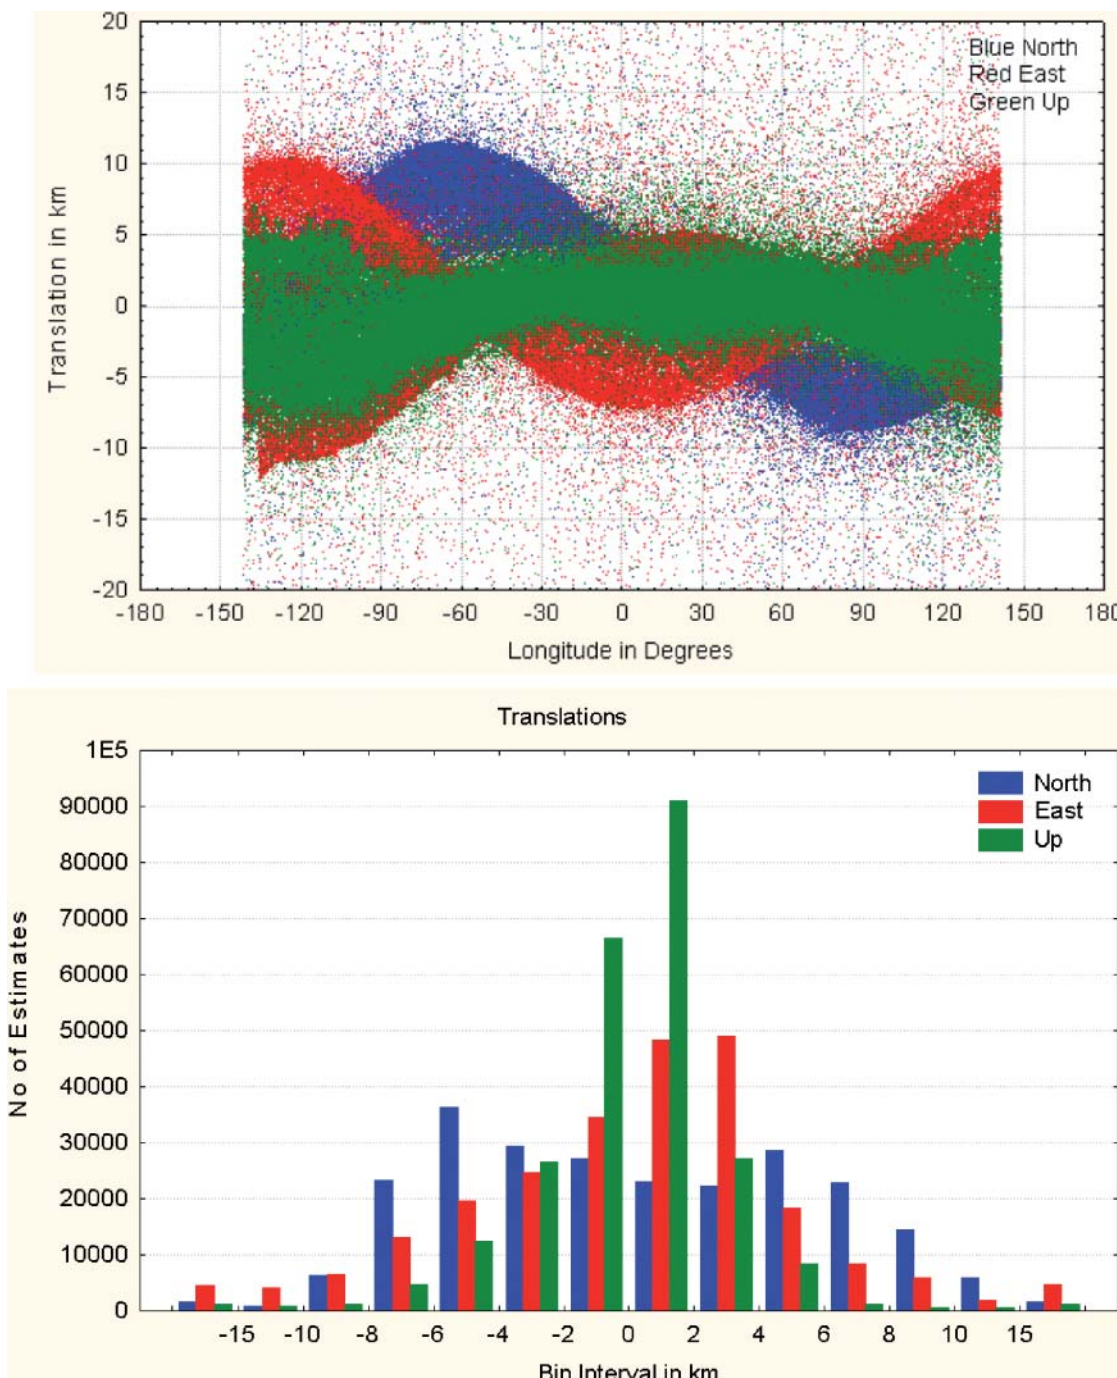 20
15
10
5
0
-5
-10
-15
-20
Translation in km
Blue North
Red East
Green Up
-180 -150 -120 -90 -60 -30 0 30 60 90 120 150 180
Longitude in Degrees
Translations
1E5
90000
80000
70000
60000
50000
40000
30000
20000
10000
0
No of Estimates
North
East
Up
-15 -10 -8 -6 -4 -2 0 2 4 6 8 10 15
Bin Interval in km